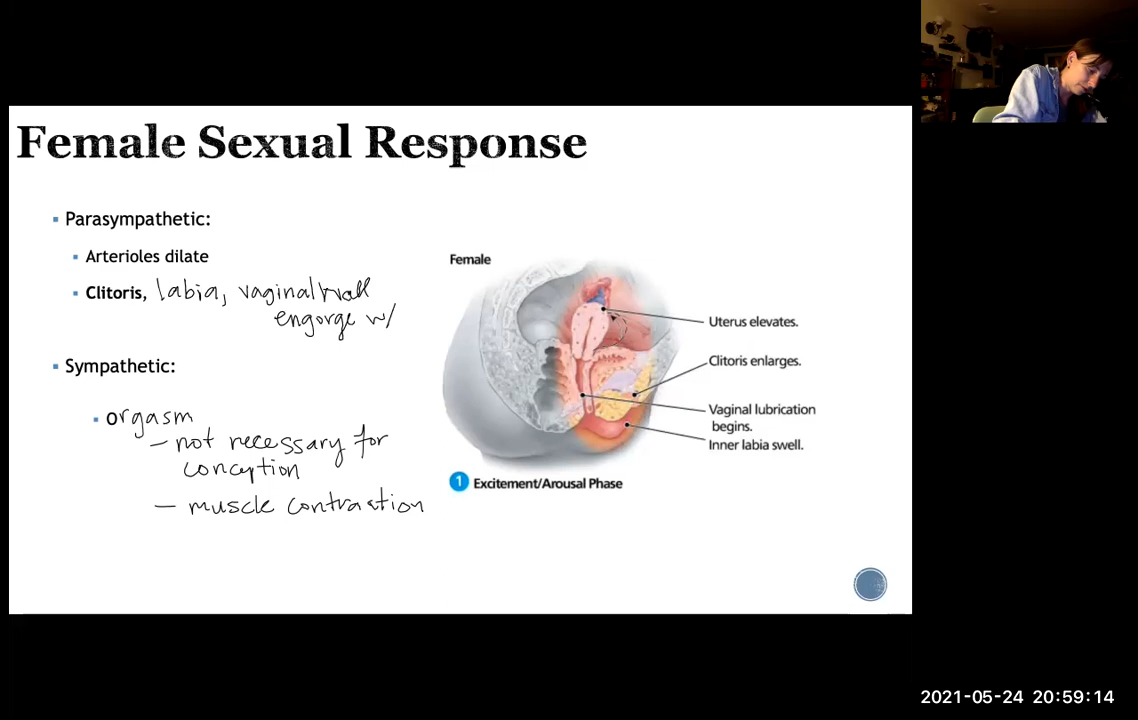 Female Sexual Response
Parasympathetic:
Arterioles dilate
Clitoris, labia, vaginal wall
engorge w/
Sympathetic:
orgasm
- not necessary for
conception
- muscle contraction
Female
Uterus elevates.
Clitoris enlarges.
Vaginal lubrication
begins.
Inner labia swell.
1 Excitement/Arousal Phase
2021-05-24 20:59:14